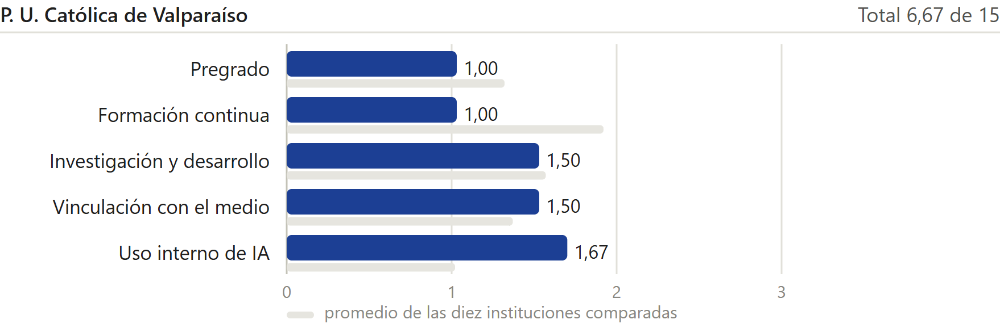 P. U. Católica de Valparaíso
Total 6,67 de 15
Pregrado 1,00
Formación continua 1,00
Investigación y desarrollo 1,50
Vinculación con el medio 1,50
Uso interno de IA 1,67
0 1 2 3
promedio de las diez instituciones comparadas